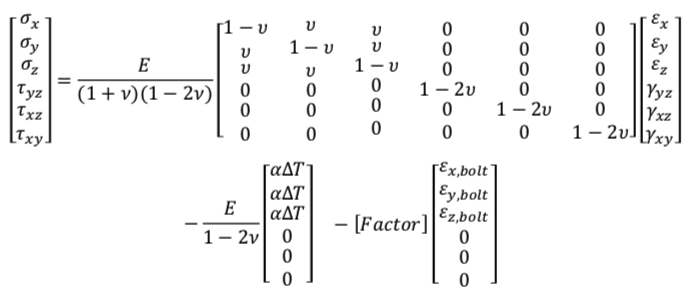 [σx σy σz τyz τxz τxy] = E / (1 + ν)(1 − 2ν) [1 − υ υ υ 0 0 0; υ 1 − υ υ 0 0 0; υ υ 1 − υ 0 0 0; 0 0 0 1 − 2υ 0 0; 0 0 0 0 1 − 2υ 0; 0 0 0 0 0 1 − 2υ] [εx εy εz γyz γxz γxy]
− E / 1 − 2ν [αΔT αΔT αΔT 0 0 0] − [Factor] [εx,bolt εy,bolt εz,bolt 0 0 0]